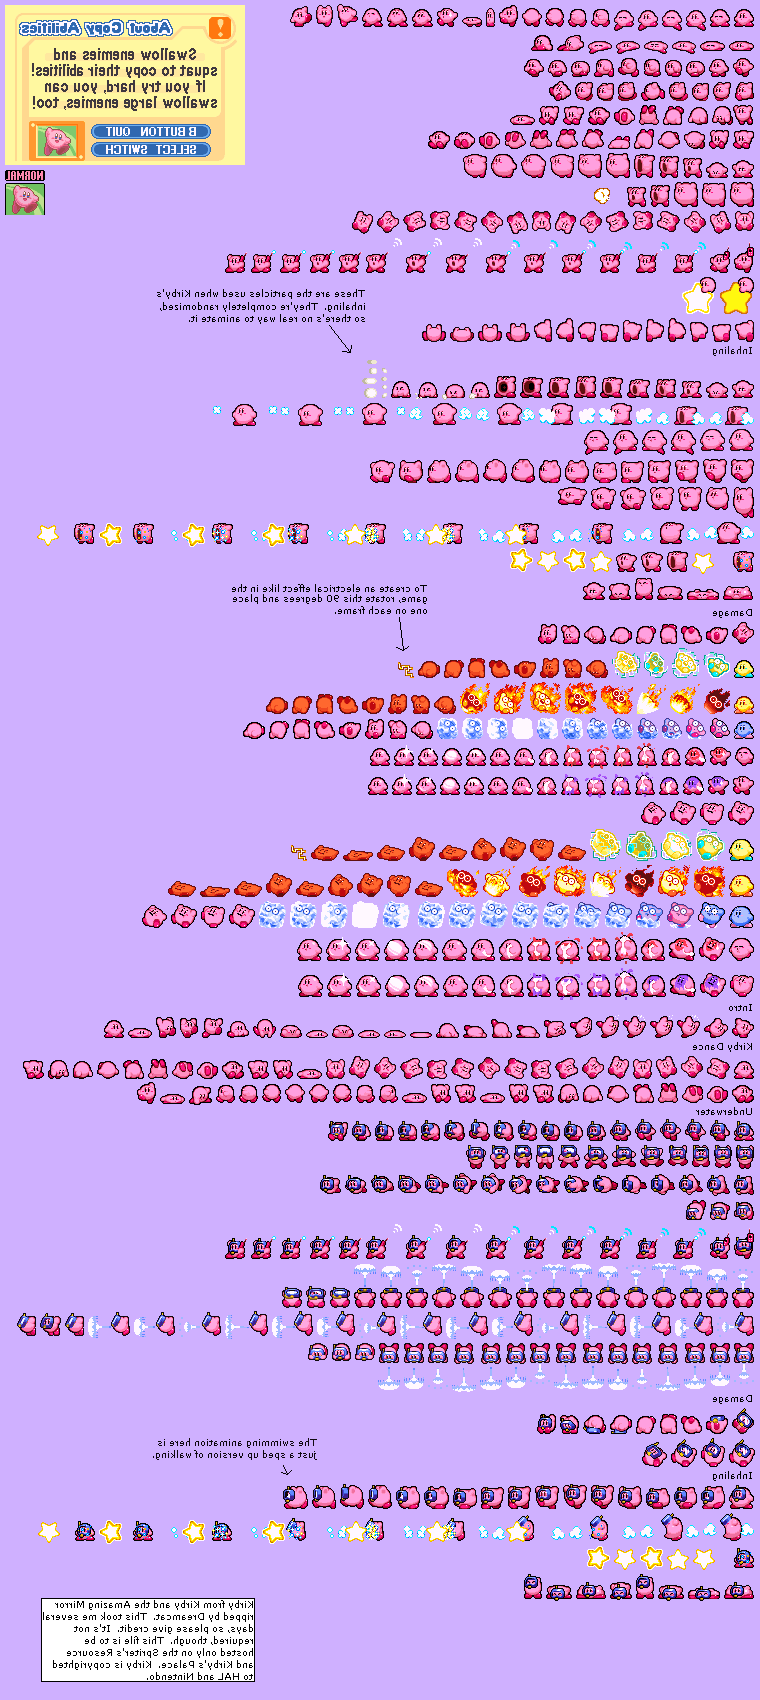 About Copy Abilities
Swallow enemies and
squat to copy their abilities!
If you try hard, you can
swallow large enemies, too!
B BUTTON QUIT
SELECT SWITCH
NORMAL
These are the particles used when Kirby's
inhaling. They're completely randomized,
so there's no real way to animate it.
Inhaling
To create an electrical effect like in the
game, rotate this 90 degrees and place
one on each frame.
Damage
Intro
Kirby Dance
Underwater
Damage
The swimming animation here is
just a sped up version of walking.
Inhaling
Kirby from Kirby and the Amazing Mirror
ripped by Dreamcat. This took me several
days, so please give credit. It's not
required, though. This file is to be
hosted only on the Spriter's Resource
and Kirby's Palace. Kirby is copyrighted
to HAL and Nintendo.